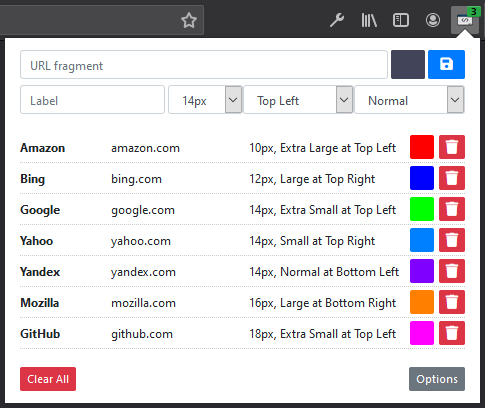 3
URL fragment
Label 14px Top Left Normal
Amazon amazon.com 10px, Extra Large at Top Left
Bing bing.com 12px, Large at Top Right
Google google.com 14px, Extra Small at Top Left
Yahoo yahoo.com 14px, Small at Top Right
Yandex yandex.com 14px, Normal at Bottom Left
Mozilla mozilla.com 16px, Large at Bottom Right
GitHub github.com 18px, Extra Small at Top Left
Clear All Options